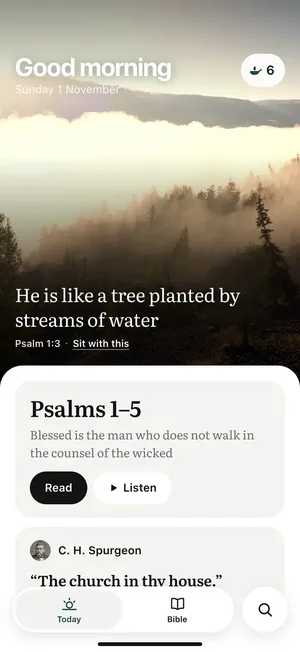 Good morning
6
Sunday 1 November
He is like a tree planted by
streams of water
Psalm 1:3 · Sit with this
Psalms 1–5
Blessed is the man who does not walk in
the counsel of the wicked
Read
Listen
C. H. Spurgeon
“The church in thy house.”
Today
Bible